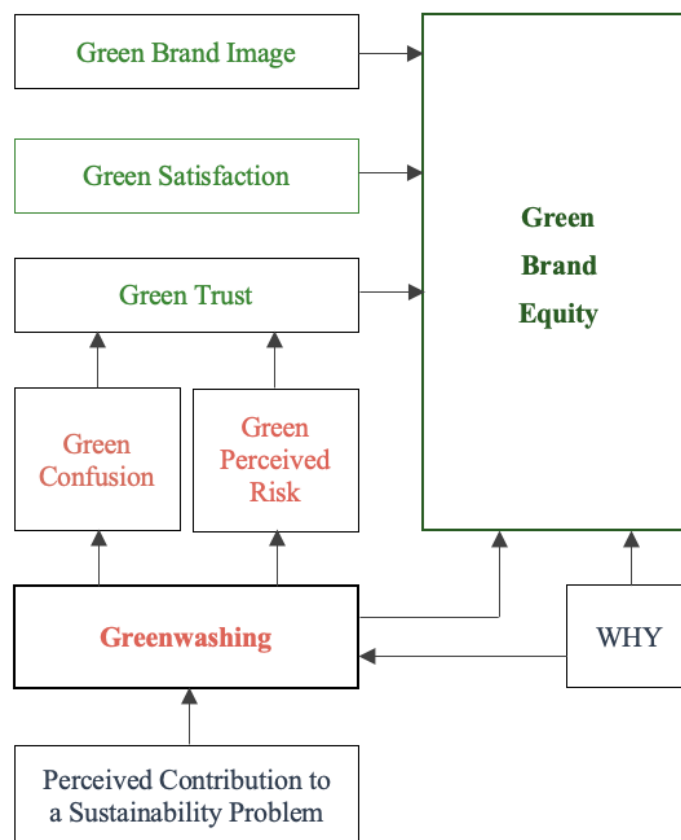 Green Brand Image
Green Satisfaction
Green Trust
Green
Brand
Equity
Green
Confusion
Green
Perceived
Risk
Greenwashing
WHY
Perceived Contribution to
a Sustainability Problem